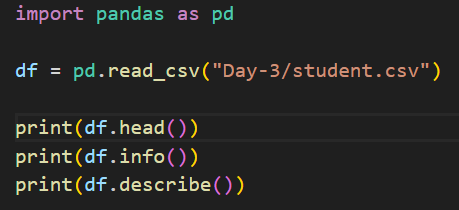 import pandas as pd
df = pd.read_csv("Day-3/student.csv")
print(df.head())
print(df.info())
print(df.describe())